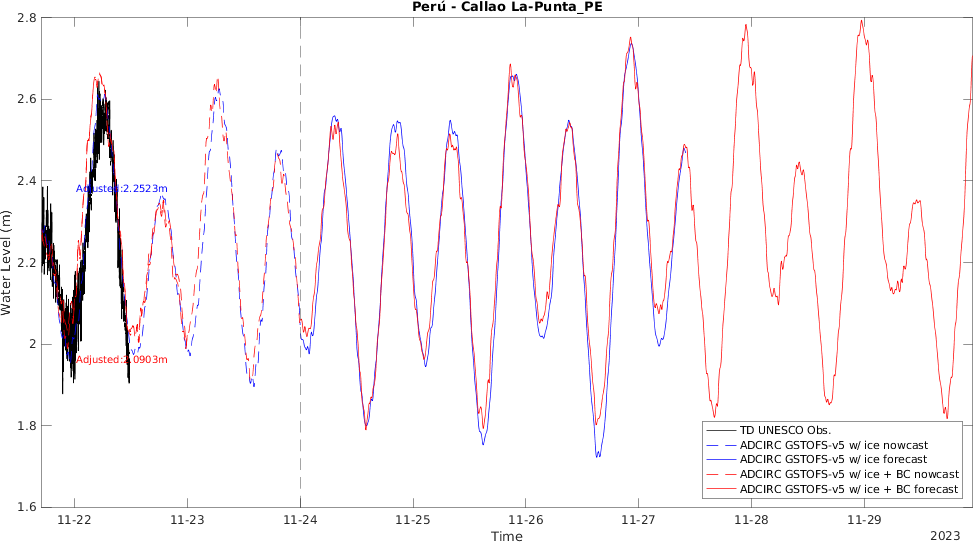 Perú - Callao La-Punta_PE
2.8
2.6
2.4
2.2
2
1.8
1.6
Water Level (m)
Adjusted:2.2523m
Adjusted:2.0903m
TD UNESCO Obs.
ADCIRC GSTOFS-v5 w/ ice nowcast
ADCIRC GSTOFS-v5 w/ ice forecast
ADCIRC GSTOFS-v5 w/ ice + BC nowcast
ADCIRC GSTOFS-v5 w/ ice + BC forecast
11-22 11-23 11-24 11-25 11-26 11-27 11-28 11-29
Time
2023